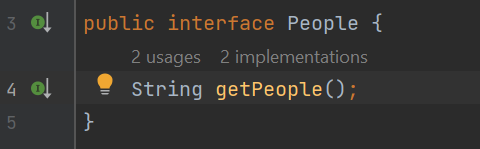 3 public interface People {
2 usages 2 implementations
4 String getPeople();
5 }